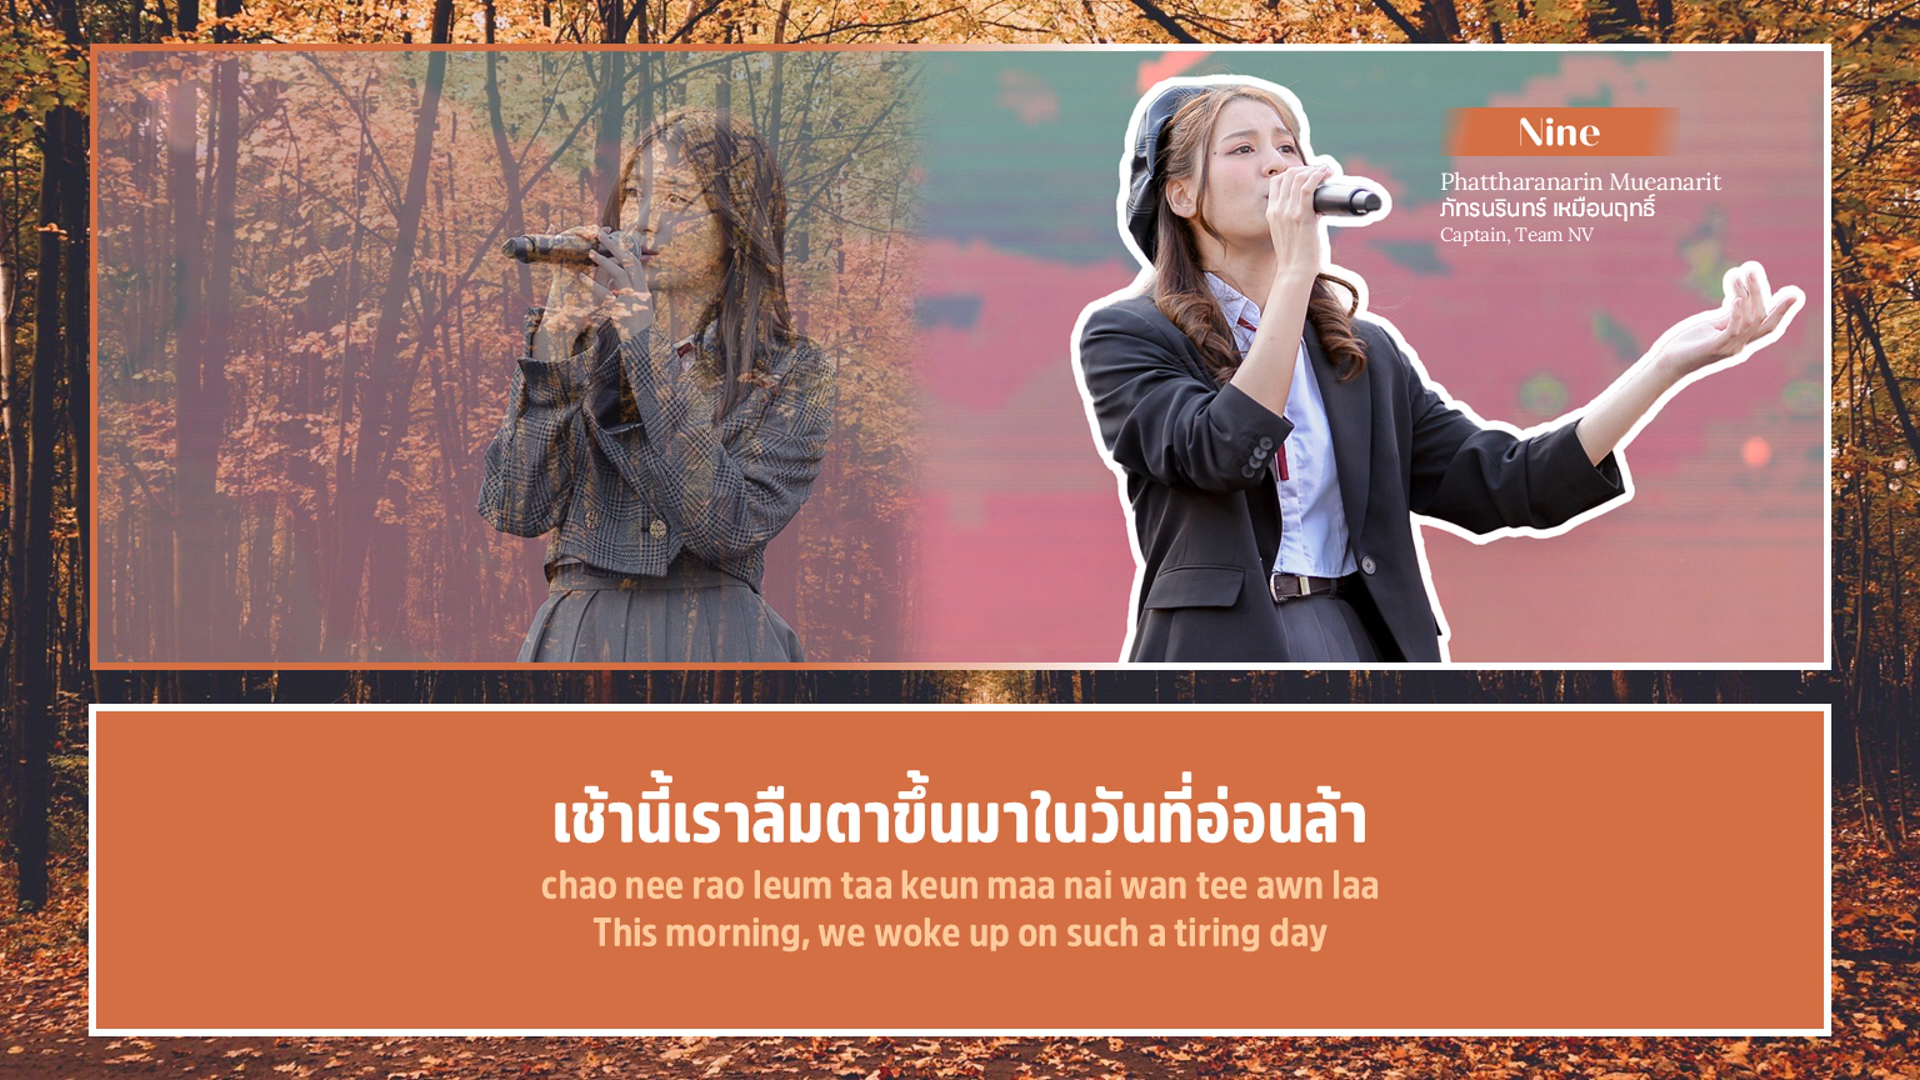 Nine
Phattharanarin Mueanarit
ภัทรนรินทร์ เหมือนฤทธิ์
Captain, Team NV
เช้านี้เราลืมตาขึ้นมาในวันที่อ่อนล้า
chao nee rao leum taa keun maa nai wan tee awn laa
This morning, we woke up on such a tiring day